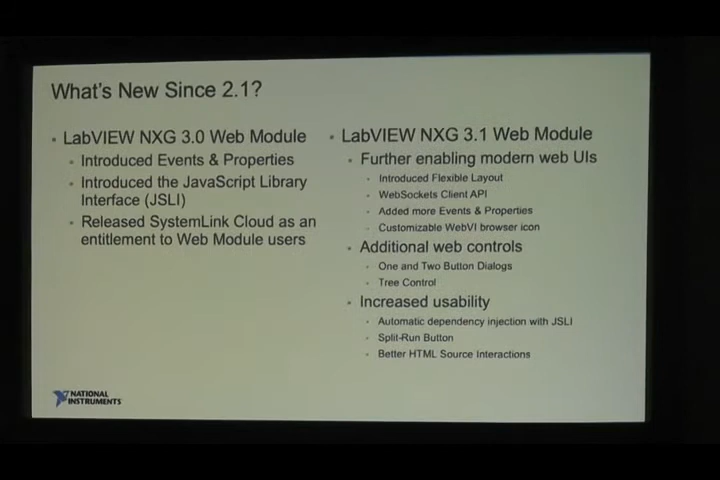 What's New Since 2.1?
LabVIEW NXG 3.0 Web Module
Introduced Events & Properties
Introduced the JavaScript Library
Interface (JSLI)
Released SystemLink Cloud as an
entitlement to Web Module users
LabVIEW NXG 3.1 Web Module
Further enabling modern web UIs
Introduced Flexible Layout
WebSockets Client API
Added more Events & Properties
Customizable WebVI browser icon
Additional web controls
One and Two Button Dialogs
Tree Control
Increased usability
Automatic dependency injection with JSLI
Split-Run Button
Better HTML Source Interactions
NATIONAL
INSTRUMENTS